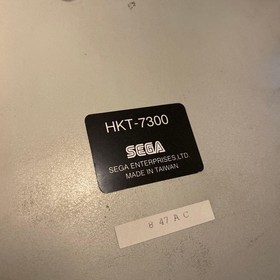 HKT-7300
SEGA
SEGA ENTERPRISES,LTD.
MADE IN TAIWAN
8 47 A C